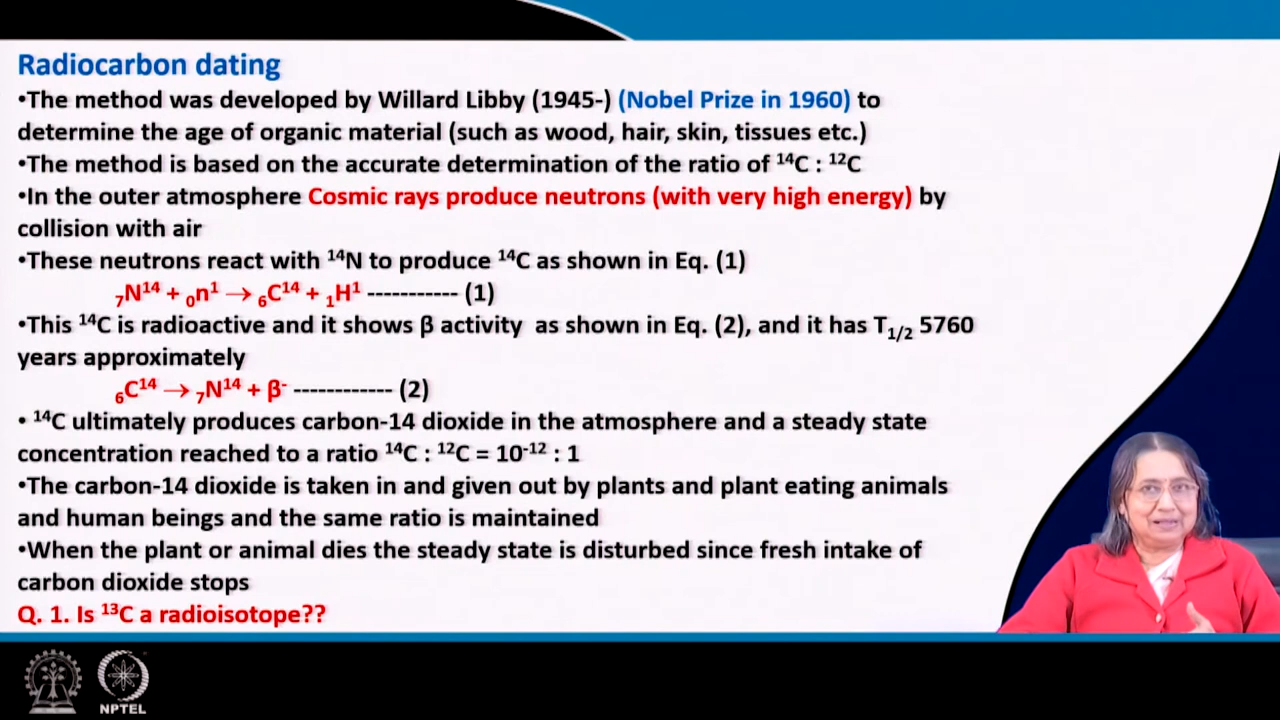 Radiocarbon dating
•The method was developed by Willard Libby (1945-) (Nobel Prize in 1960) to
determine the age of organic material (such as wood, hair, skin, tissues etc.)
•The method is based on the accurate determination of the ratio of ¹⁴C : ¹²C
•In the outer atmosphere Cosmic rays produce neutrons (with very high energy) by
collision with air
•These neutrons react with ¹⁴N to produce ¹⁴C as shown in Eq. (1)
₇N¹⁴ + ₀n¹ → ₆C¹⁴ + ₁H¹ ----------- (1)
•This ¹⁴C is radioactive and it shows β activity as shown in Eq. (2), and it has T₁/₂ 5760
years approximately
₆C¹⁴ → ₇N¹⁴ + β⁻ ------------ (2)
• ¹⁴C ultimately produces carbon-14 dioxide in the atmosphere and a steady state
concentration reached to a ratio ¹⁴C : ¹²C = 10⁻¹² : 1
•The carbon-14 dioxide is taken in and given out by plants and plant eating animals
and human beings and the same ratio is maintained
•When the plant or animal dies the steady state is disturbed since fresh intake of
carbon dioxide stops
Q. 1. Is ¹³C a radioisotope??
NPTEL